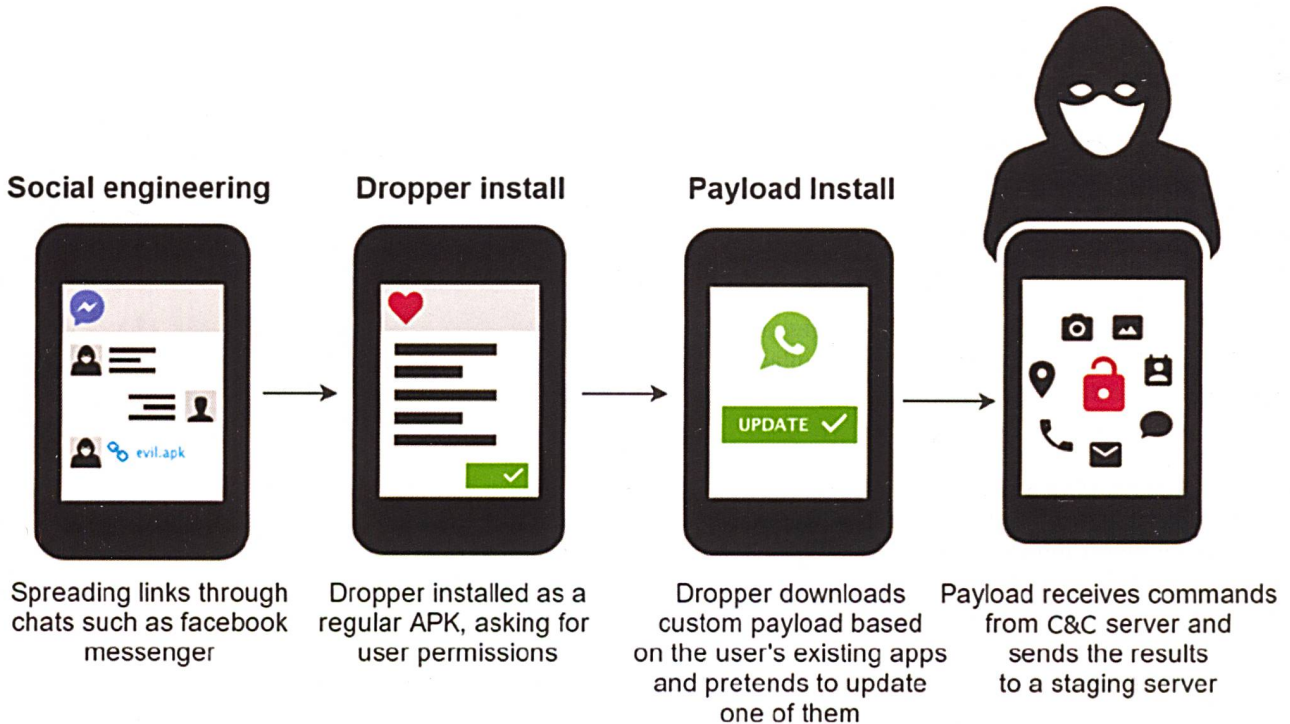 Social engineering
Dropper install
Payload Install
evil.apk
UPDATE
Spreading links through
chats such as facebook
messenger
Dropper installed as a
regular APK, asking for
user permissions
Dropper downloads
custom payload based
on the user's existing apps
and pretends to update
one of them
Payload receives commands
from C&C server and
sends the results
to a staging server